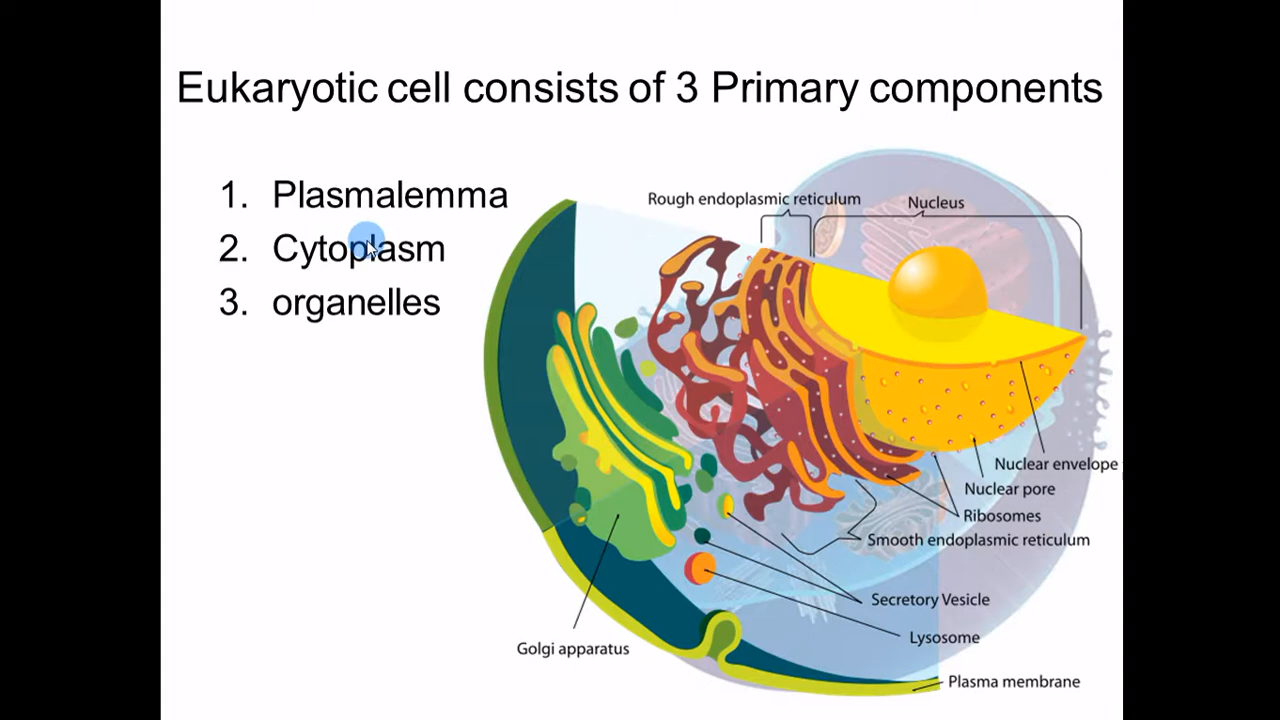 Eukaryotic cell consists of 3 Primary components
1. Plasmalemma
2. Cytoplasm
3. organelles
Rough endoplasmic reticulum
Nucleus
Nuclear envelope
Nuclear pore
Ribosomes
Smooth endoplasmic reticulum
Secretory Vesicle
Lysosome
Golgi apparatus
Plasma membrane